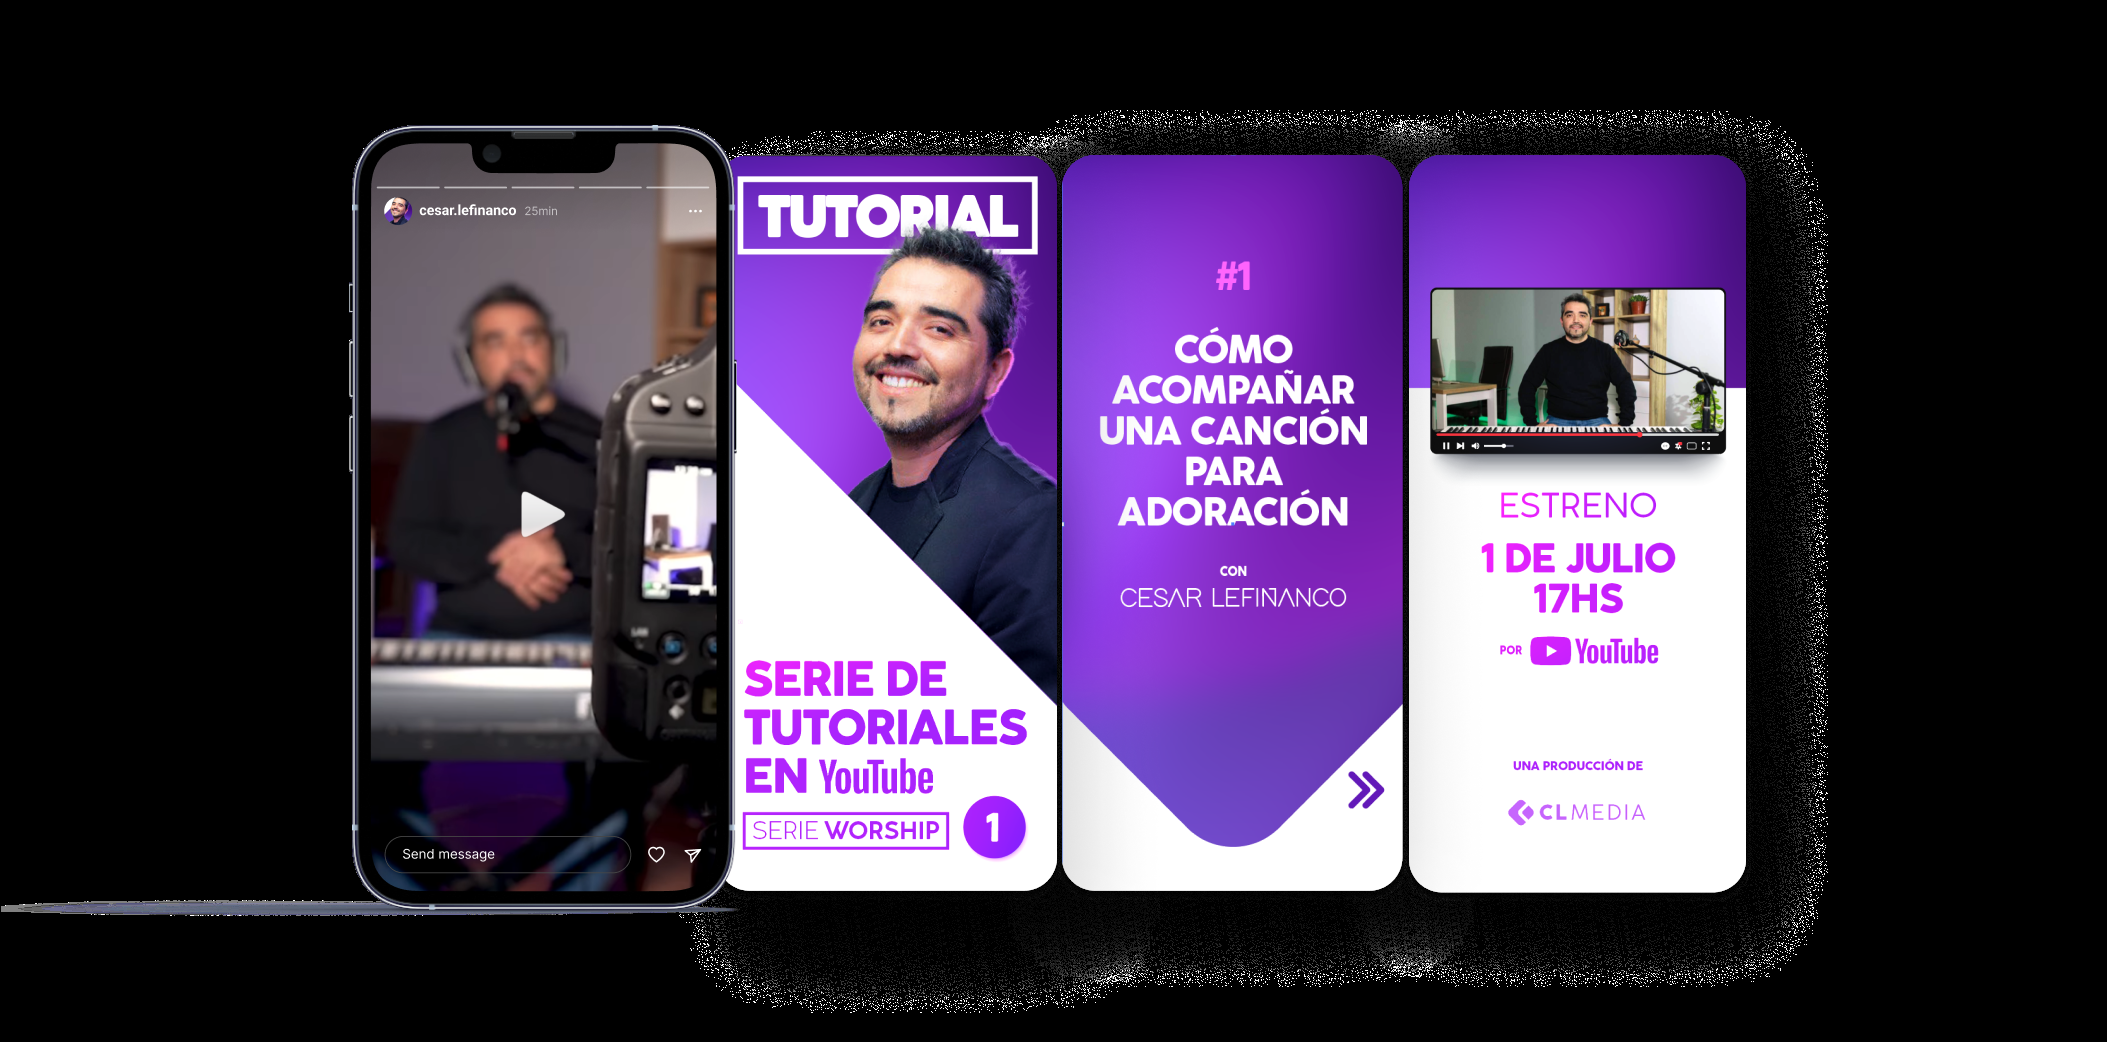 cesar.lefinanco 25min
Send message
TUTORIAL
SERIE DE
TUTORIALES
EN YouTube
SERIE WORSHIP 1
#1
CÓMO
ACOMPAÑAR
UNA CANCIÓN
PARA
ADORACIÓN
CON
CESAR LEFIÑANCO
ESTRENO
1 DE JULIO
17HS
POR YouTube
UNA PRODUCCIÓN DE
CLMEDIA